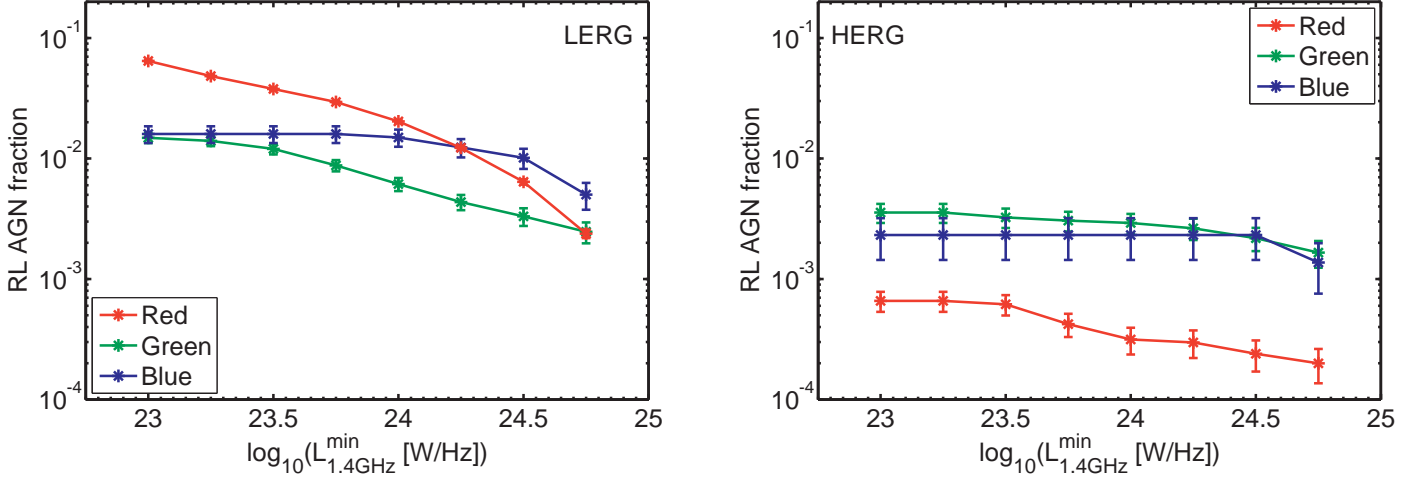 LERG
RL AGN fraction
10^-1
10^-2
10^-3
10^-4
Red
Green
Blue
23 23.5 24 24.5 25
log_10(L^min_1.4GHz [W/Hz])
HERG
RL AGN fraction
10^-1
10^-2
10^-3
10^-4
Red
Green
Blue
23 23.5 24 24.5 25
log_10(L^min_1.4GHz [W/Hz])